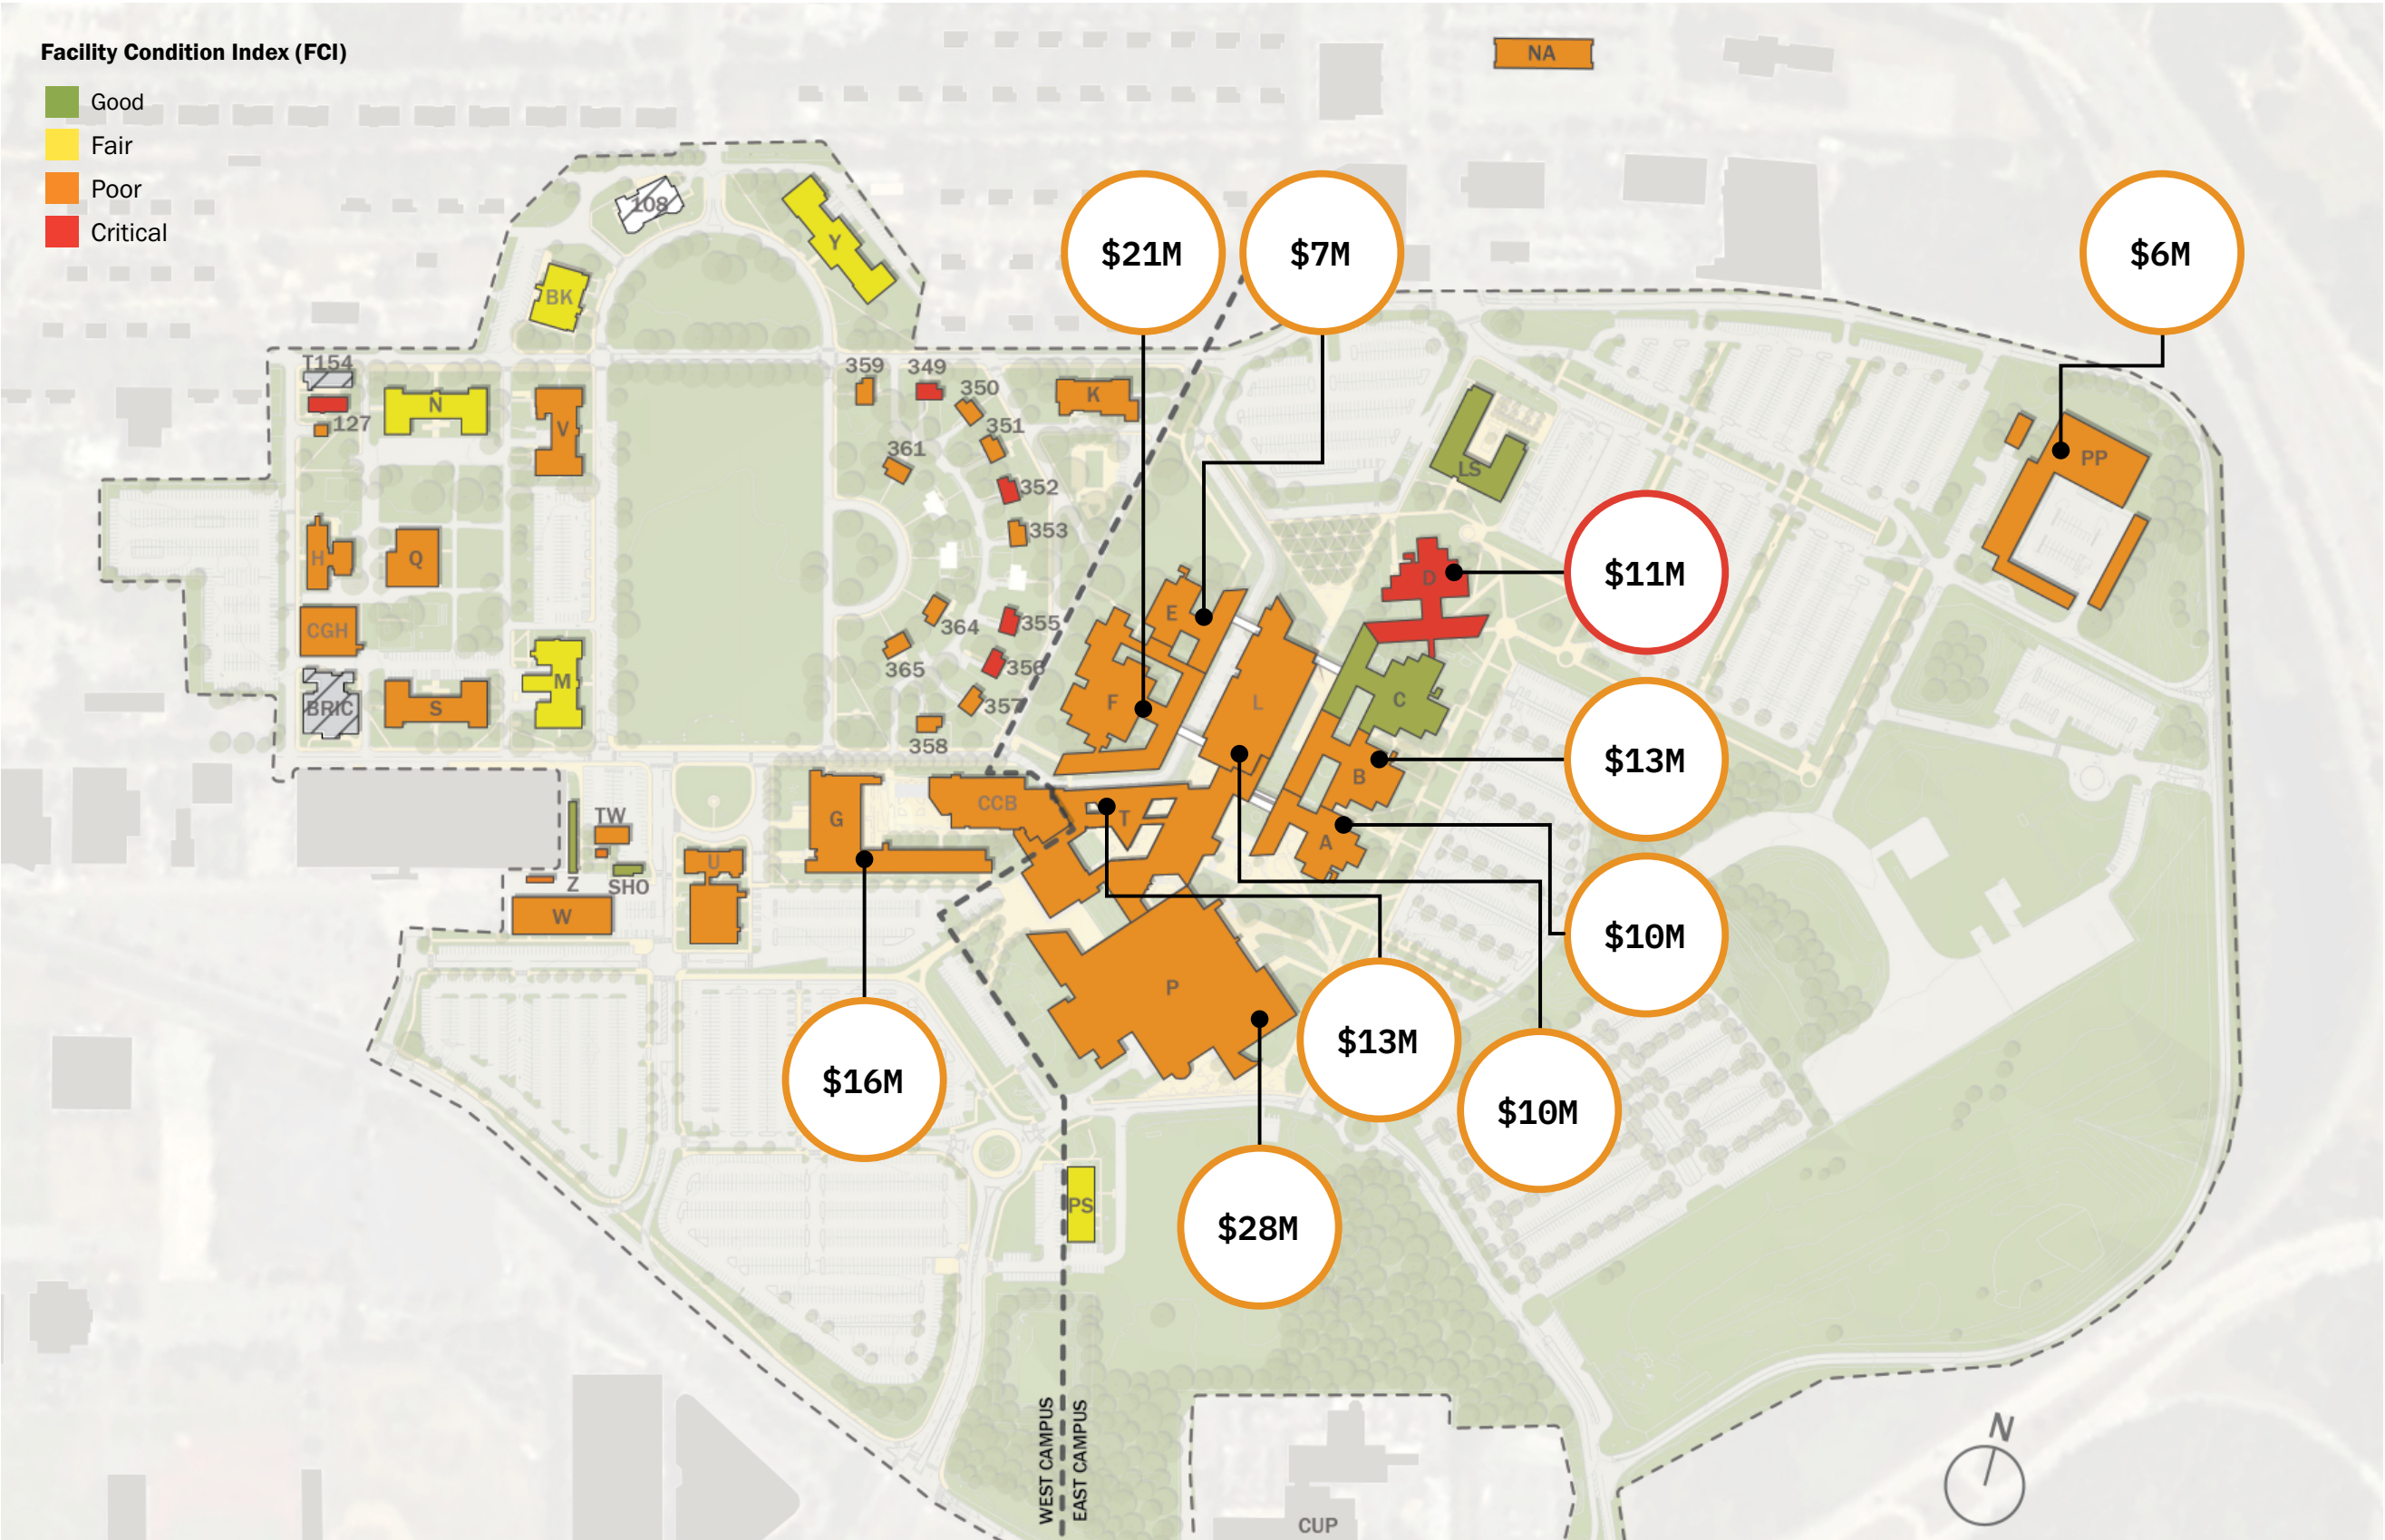 Facility Condition Index (FCI)
Good
Fair
Poor
Critical
NA
108
Y
BK
$21M
$7M
$6M
T154
127
N
V
359
349
350
351
361
352
353
K
LS
PP
H
Q
CGH
BRIC
S
M
364
365
355
356
357
358
E
F
L
D
$11M
C
B
$13M
A
$10M
G
CCB
T
TW
Z
SHO
U
W
P
$16M
$13M
$10M
$28M
PS
WEST CAMPUS
EAST CAMPUS
N
CUP